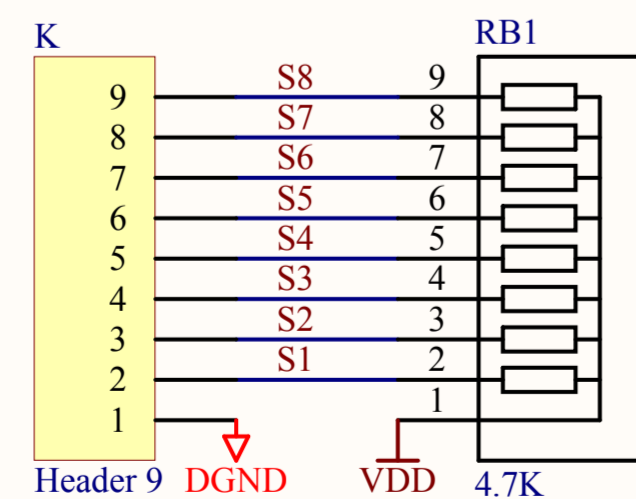 K RB1
9 S8 9
8 S7 8
7 S6 7
6 S5 6
5 S4 5
4 S3 4
3 S2 3
2 S1 2
1 1
Header 9 DGND VDD 4.7K